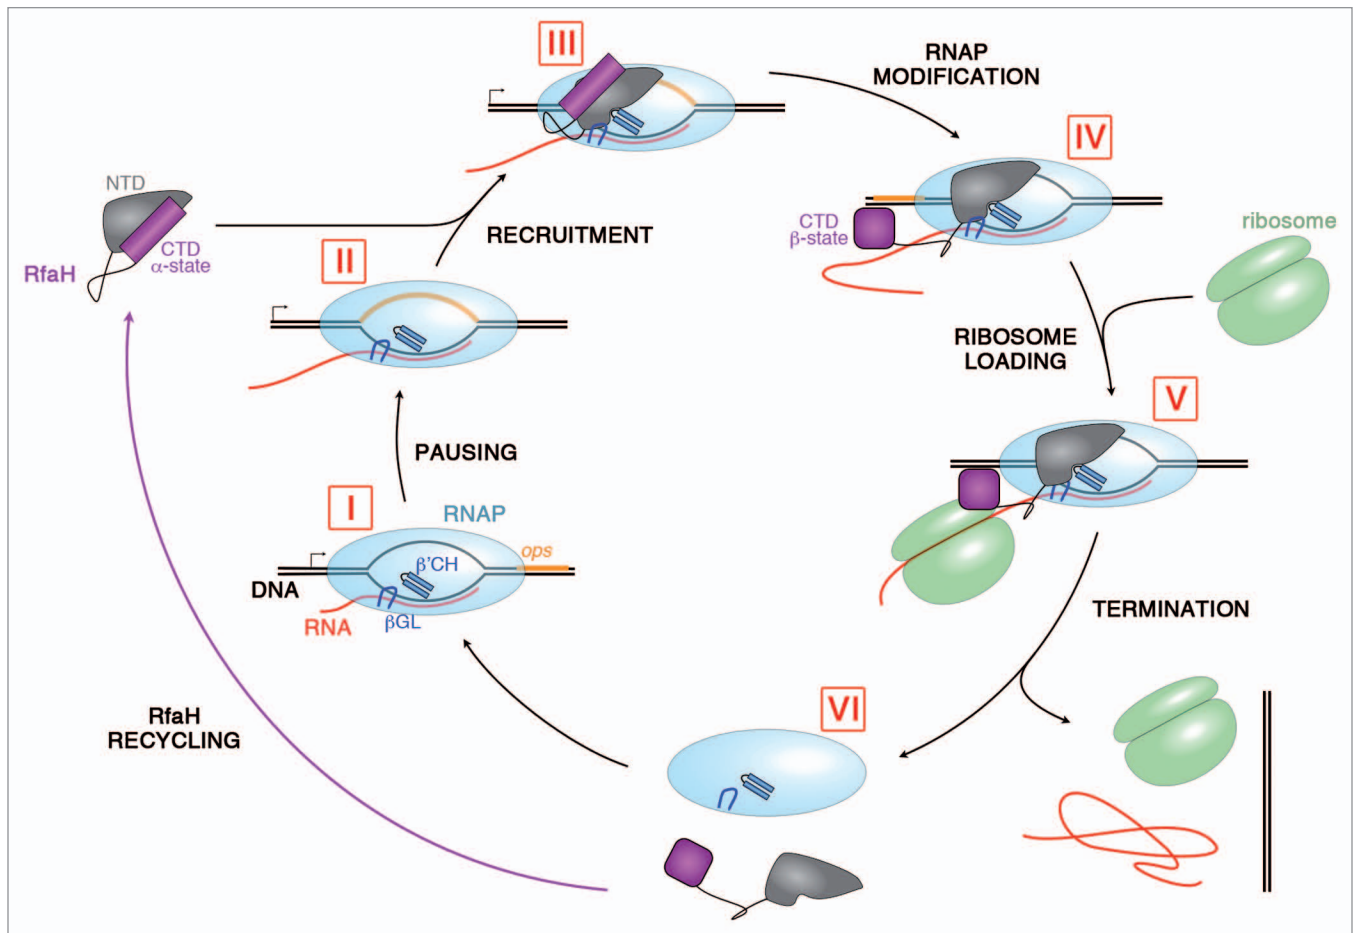 III
RNAP
MODIFICATION
IV
NTD
CTD
α-state
RfaH
RECRUITMENT
II
CTD
β-state
ribosome
RIBOSOME
LOADING
V
PAUSING
I
RNAP
ops
β'CH
DNA
RNA
βGL
TERMINATION
VI
RfaH
RECYCLING